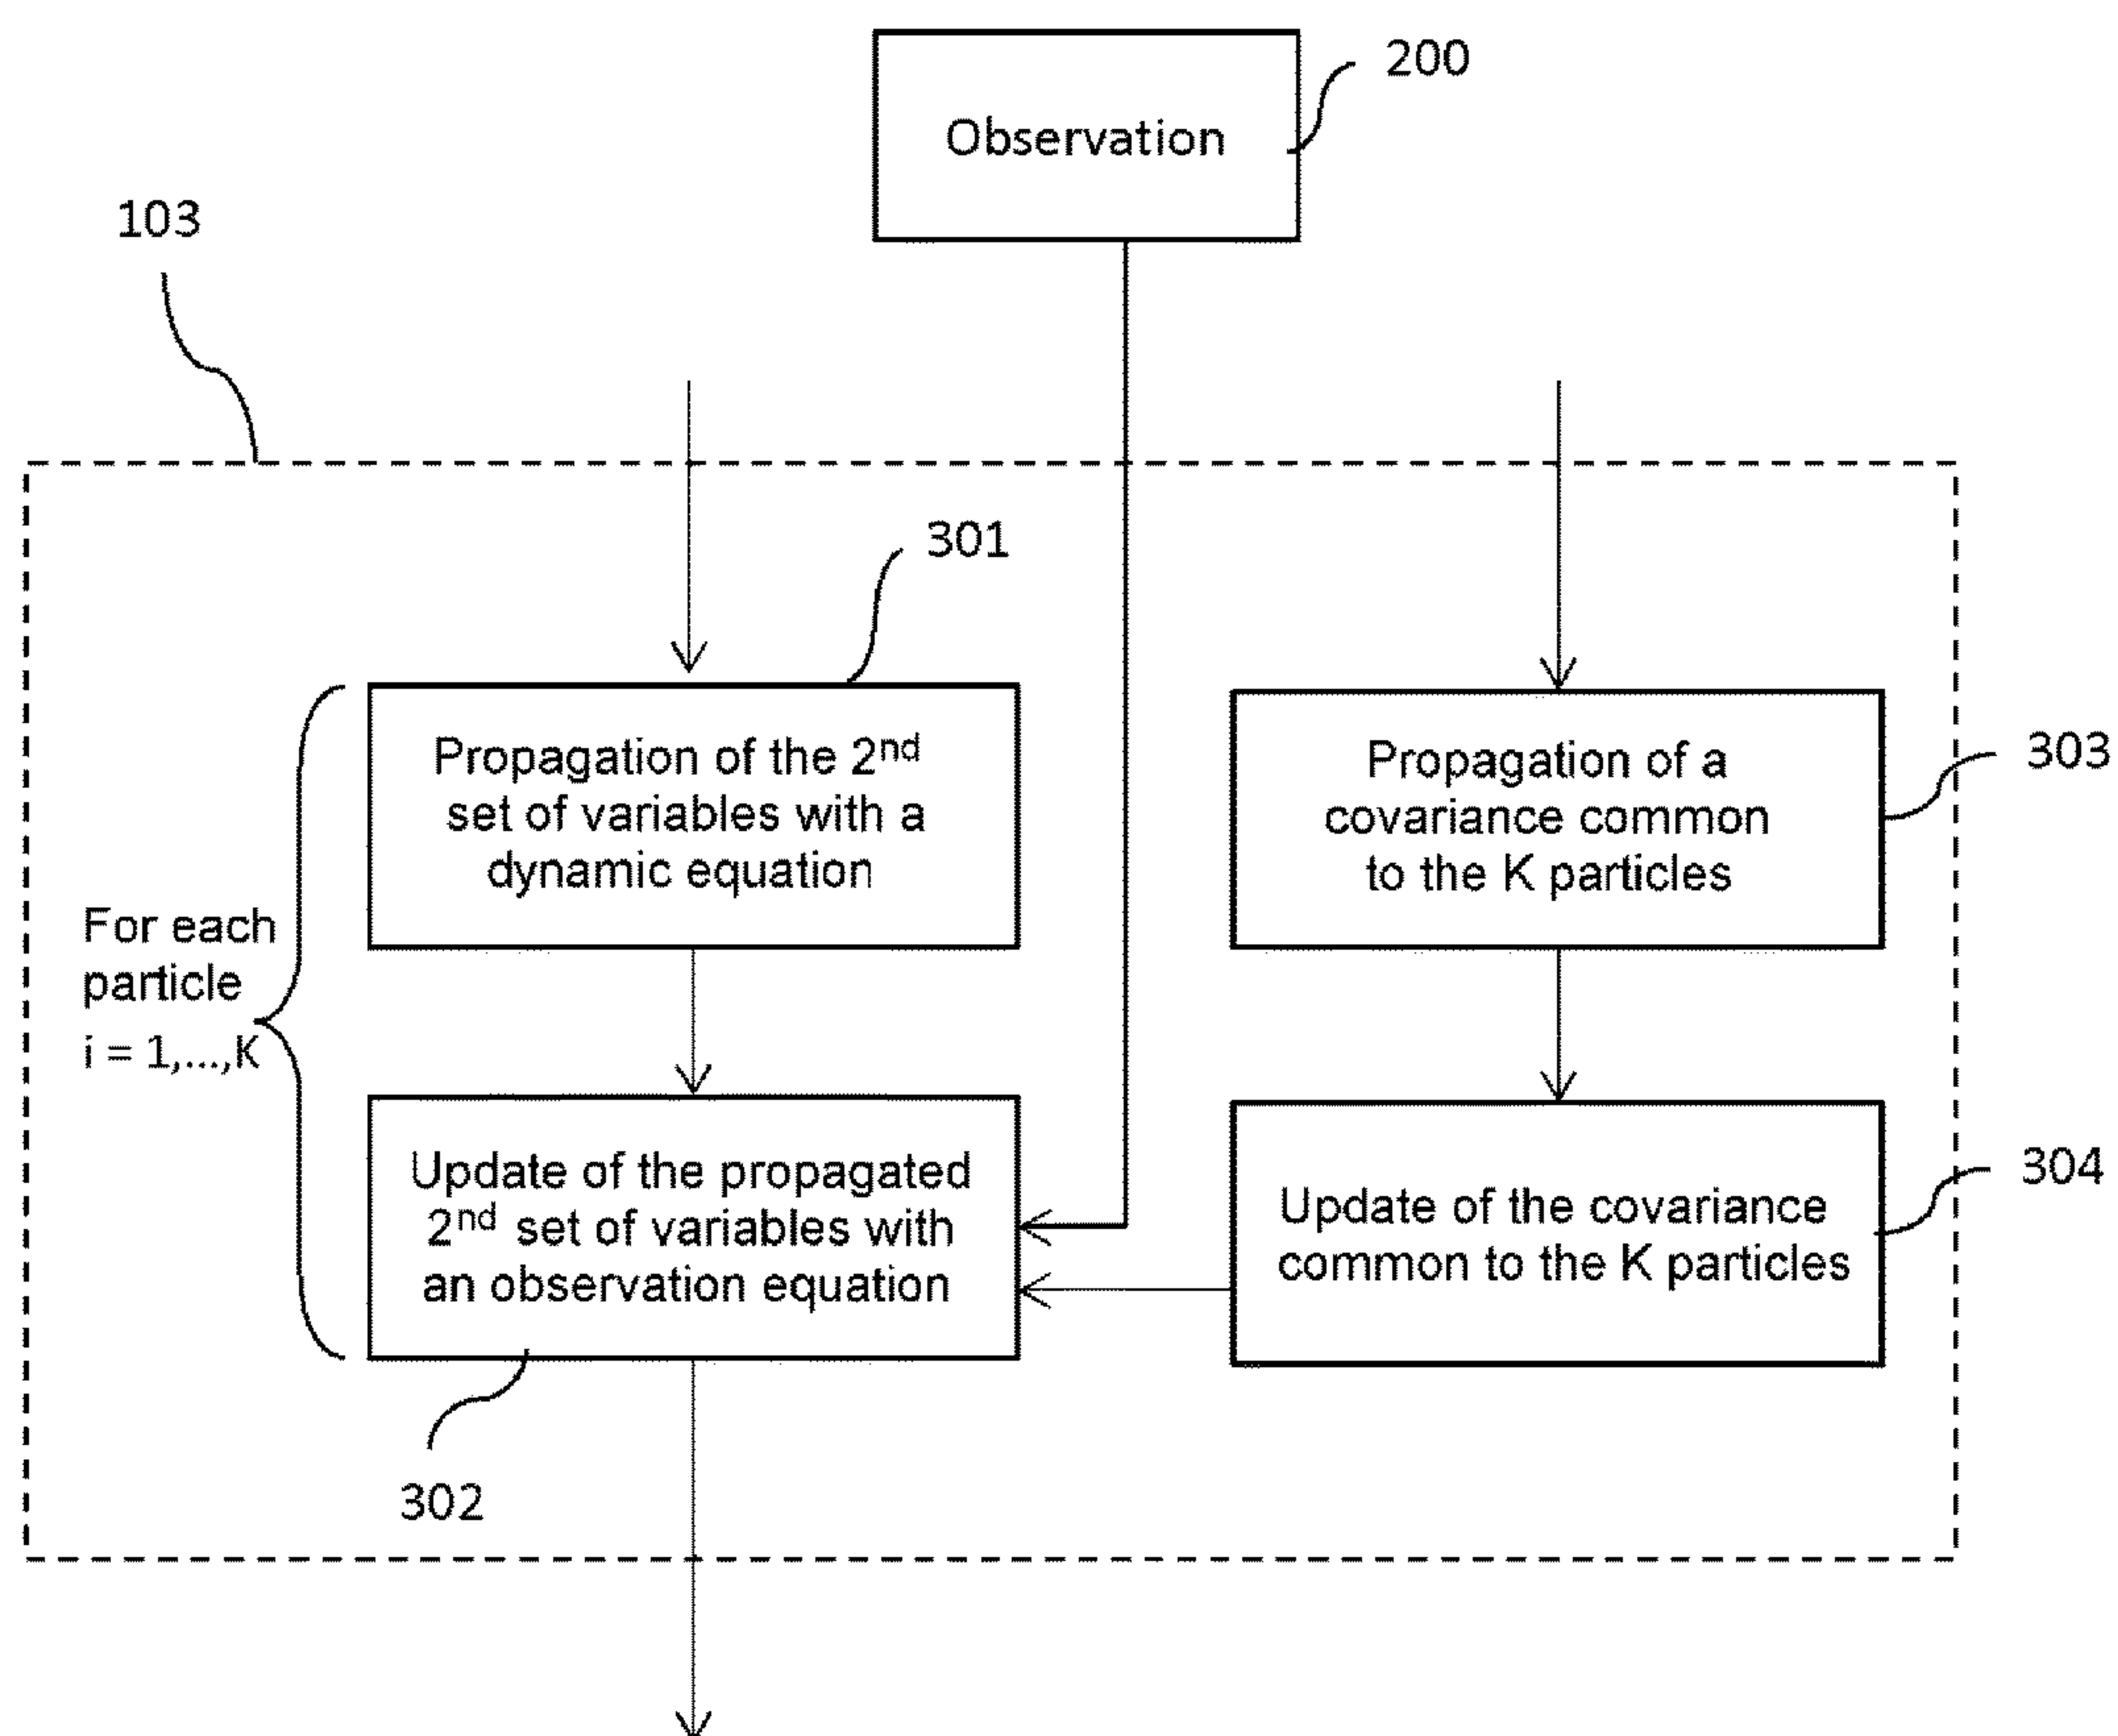 200
Observation
103
301
Propagation of the 2nd
set of variables with a
dynamic equation
Propagation of a
covariance common
to the K particles
303
For each
particle
i = 1,...,K
Update of the propagated
2nd set of variables with
an observation equation
Update of the covariance
common to the K particles
304
302